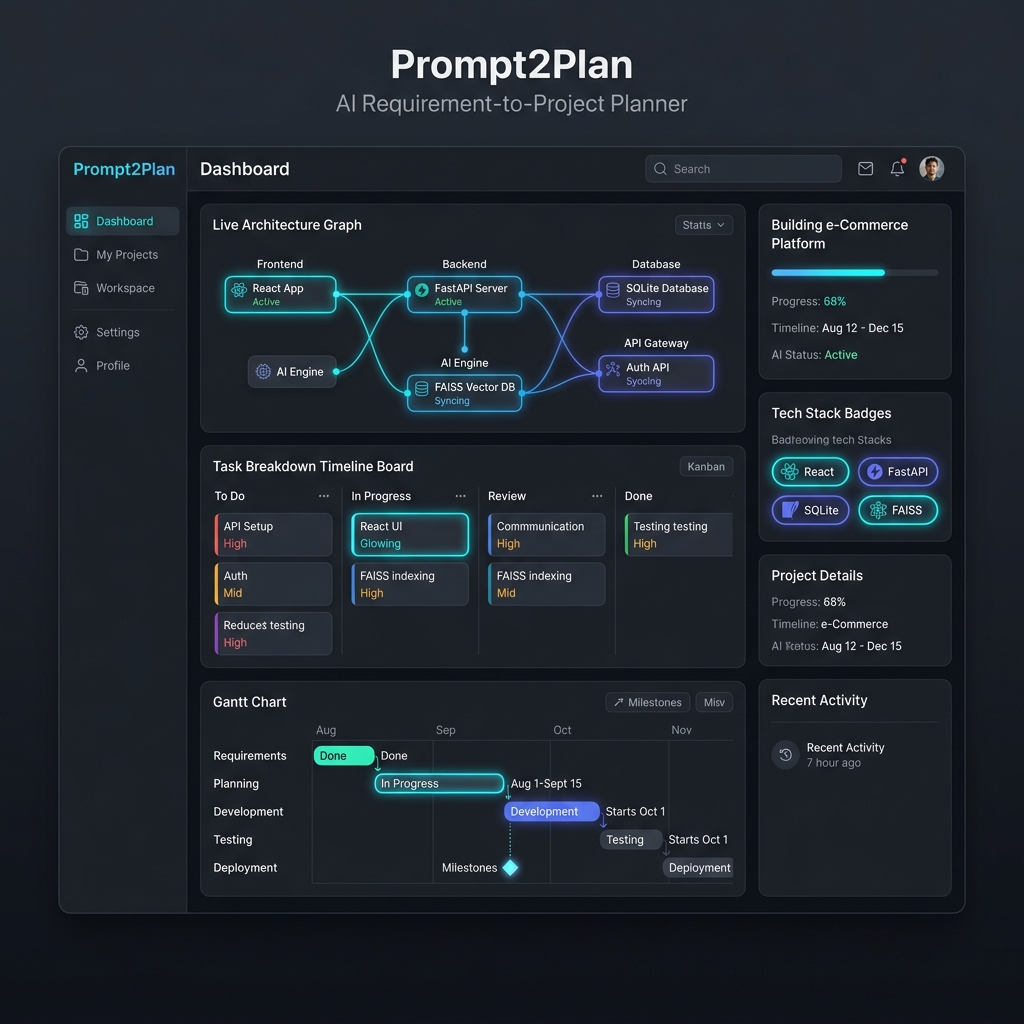 Prompt2Plan
AI Requirement-to-Project Planner
Prompt2Plan
Dashboard
Search
Dashboard
My Projects
Workspace
Settings
Profile
Live Architecture Graph
Statts
Frontend
Backend
Database
React App
Active
FastAPI Server
Active
SQLite Database
Syncing
AI Engine
AI Engine
FAISS Vector DB
Syncing
API Gateway
Auth API
Task Breakdown Timeline Board
Kanban
To Do
In Progress
Review
Done
API Setup
High
React UI
Glowing
Commmunication
High
Testing testing
High
Auth
Mid
FAISS indexing
High
FAISS indexing
Mid
Reduces testing
High
Gantt Chart
Milestones
Misv
Aug
Sep
Oct
Nov
Requirements
Done
Done
Planning
In Progress
Aug 1-Sept 15
Development
Development
Starts Oct 1
Testing
Testing
Starts Oct 1
Deployment
Milestones
Deployment
Building e-Commerce
Platform
Progress: 68%
Timeline: Aug 12 - Dec 15
AI Status: Active
Tech Stack Badges
tech Stacks
React
FastAPI
SQLite
FAISS
Project Details
Progress: 68%
Timeline: e-Commerce
AI Aug 12 - Dec 15
Recent Activity
Recent Activity
7 hour ago